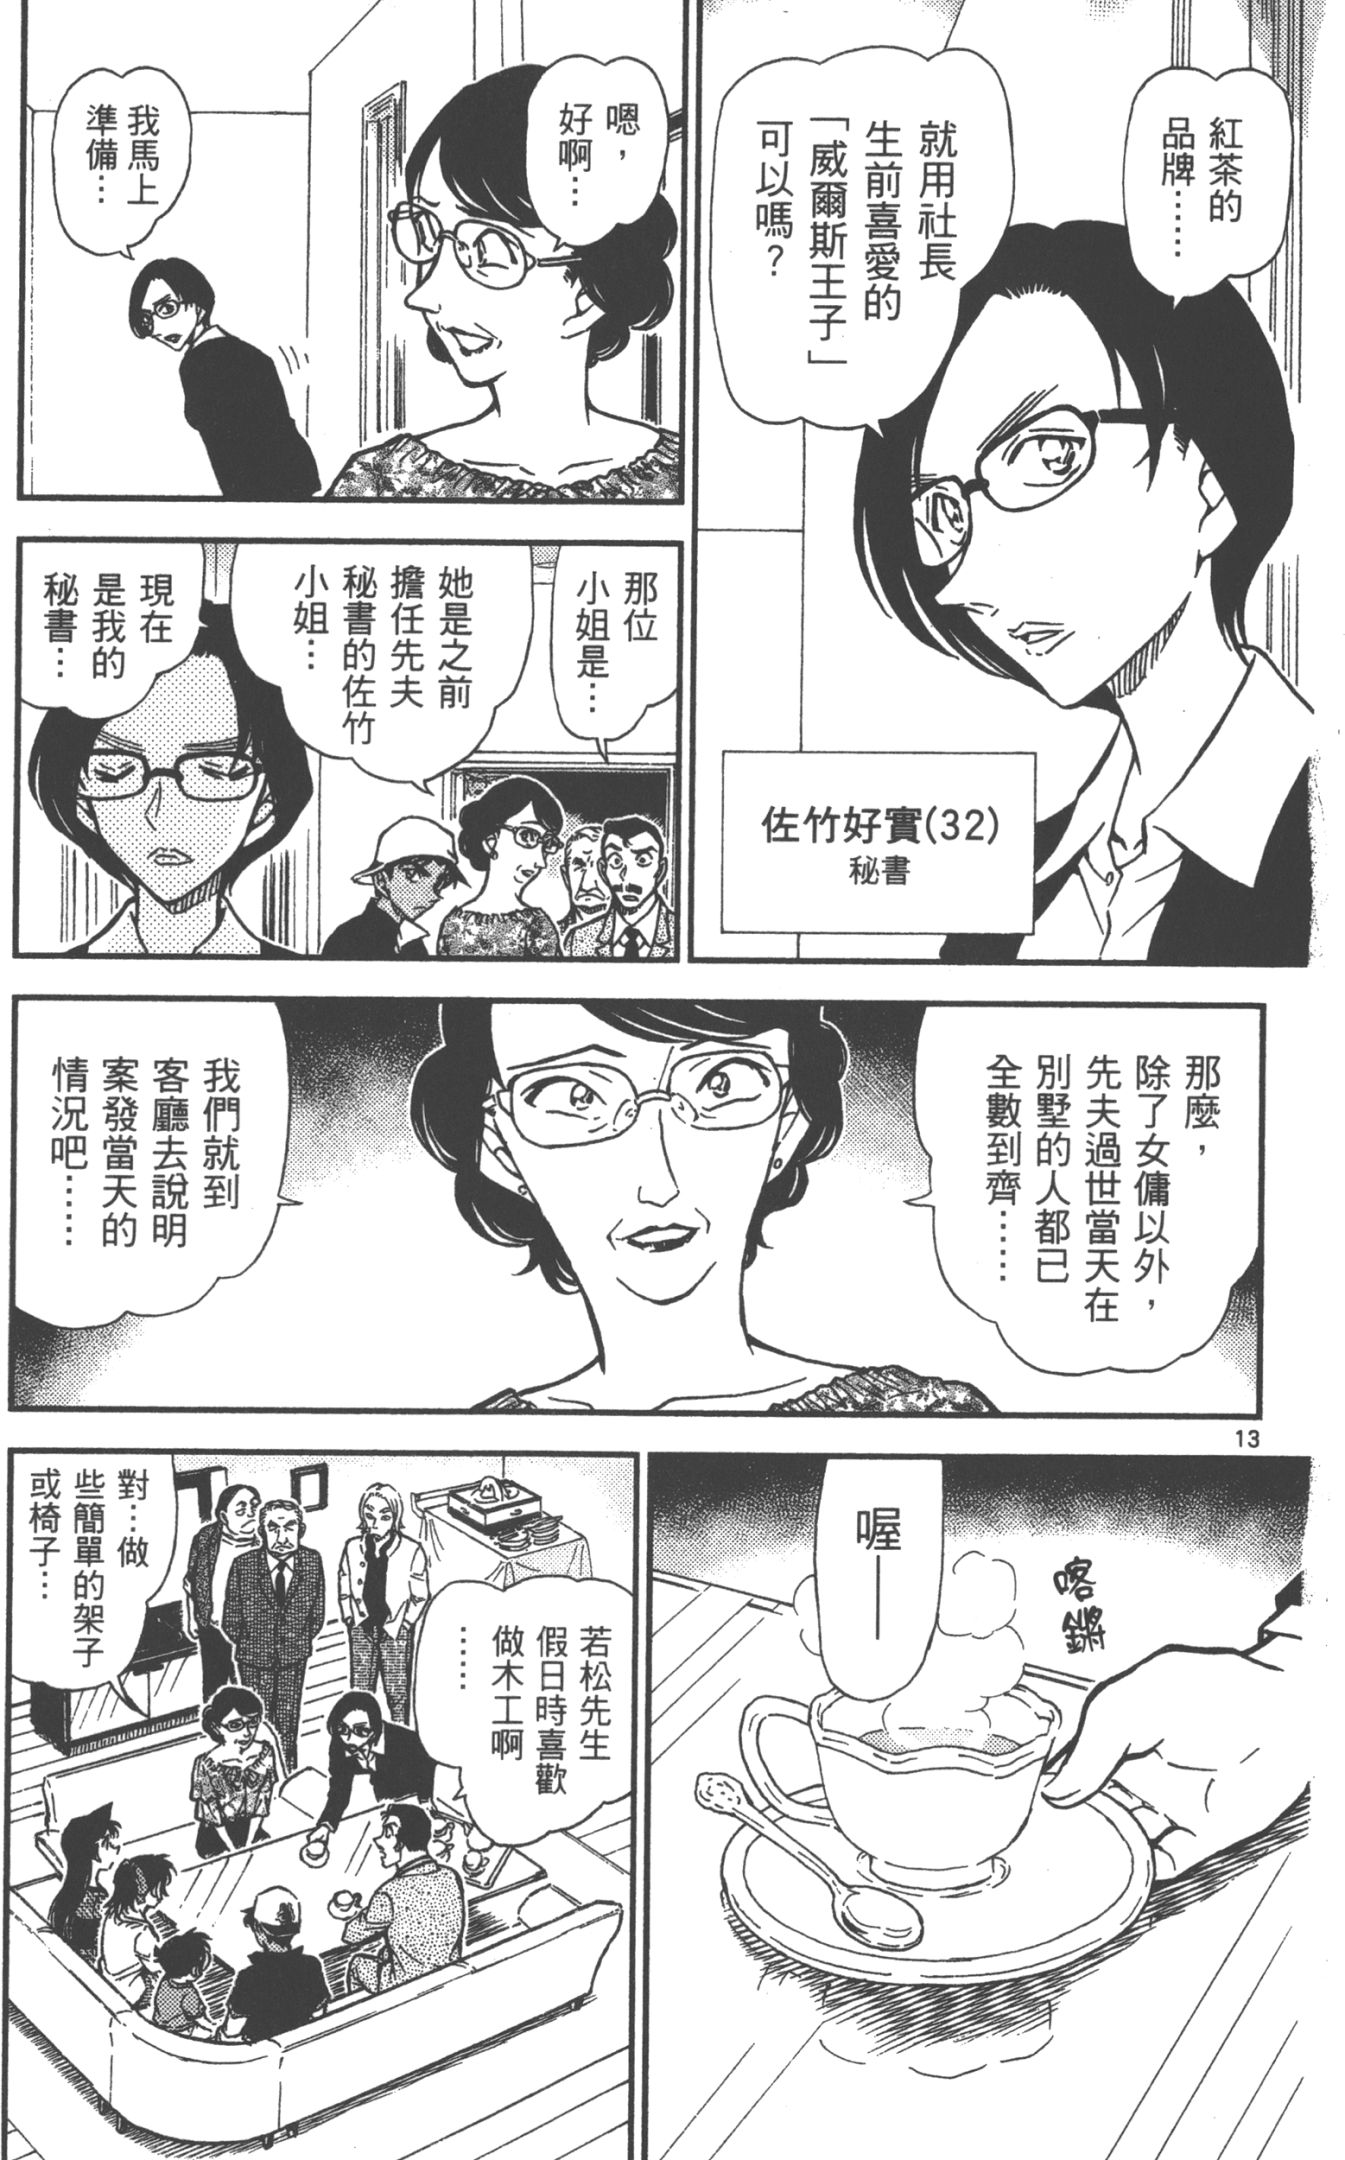 紅茶的
品牌……
就用社長
生前喜愛的
「威爾斯王子」
可以嗎？
佐竹好實(32)
秘書
嗯，
好啊…
我馬上
準備…
那位
小姐是…
她是之前
擔任先夫
秘書的佐竹
小姐…
現在
是我的
秘書…
那麼，
除了女傭以外，
先夫過世當天在
別墅的人都已
全數到齊……
我們就到
客廳去說明
案發當天的
情況吧……
13
喔——
喀鏘
若松先生
假日時喜歡
做木工啊
……
對…做
些簡單的架子
或椅子…